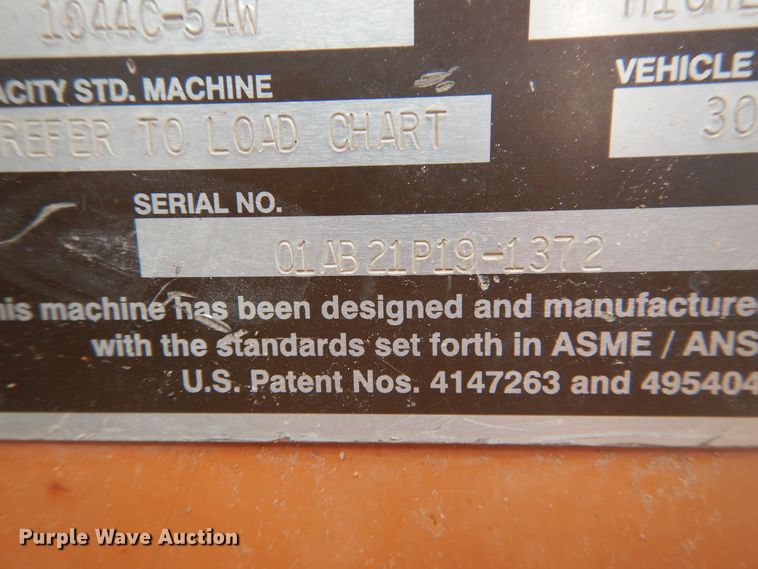 1044C-54W
ACITY STD. MACHINE
VEHICLE
REFER TO LOAD CHART
30
SERIAL NO.
01AB21P19-1372
his machine has been designed and manufacture
with the standards set forth in ASME / ANS
U.S. Patent Nos. 4147263 and 495404
Purple Wave Auction